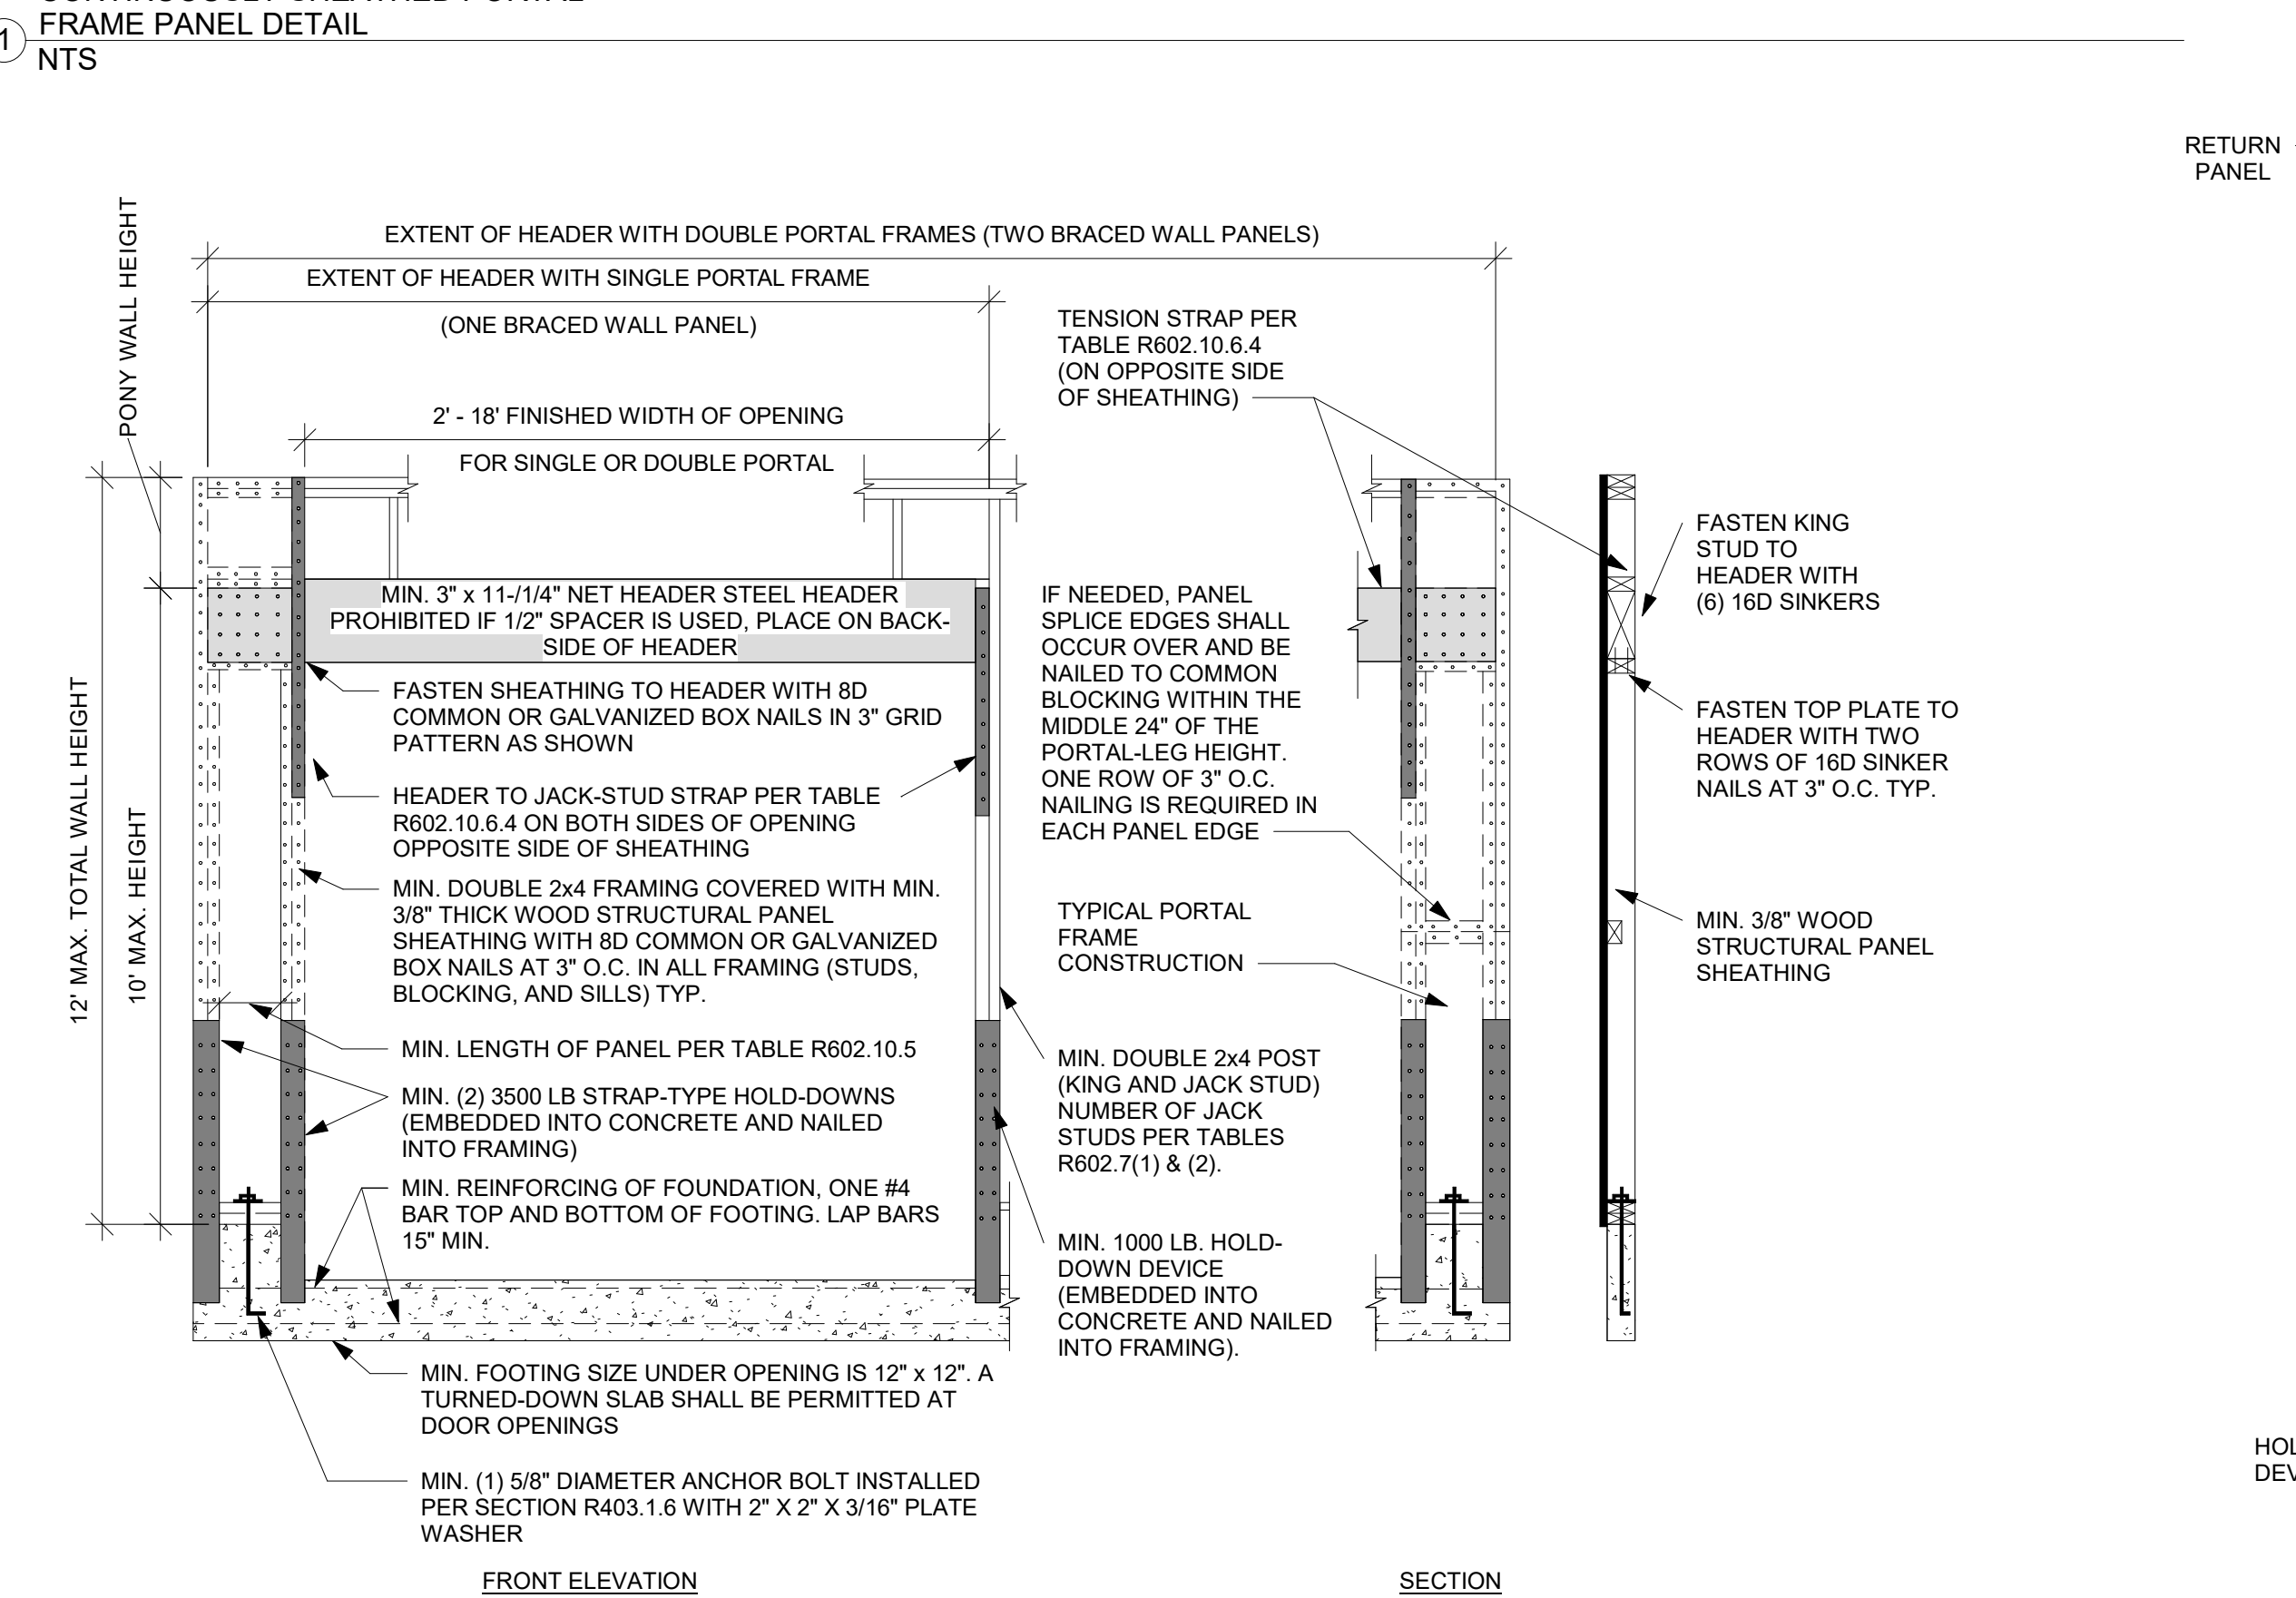 FRAME PANEL DETAIL
1
NTS
RETURN
PANEL
PONY WALL HEIGHT
EXTENT OF HEADER WITH DOUBLE PORTAL FRAMES (TWO BRACED WALL PANELS)
EXTENT OF HEADER WITH SINGLE PORTAL FRAME
(ONE BRACED WALL PANEL)
2' - 18' FINISHED WIDTH OF OPENING
FOR SINGLE OR DOUBLE PORTAL
TENSION STRAP PER
TABLE R602.10.6.4
(ON OPPOSITE SIDE
OF SHEATHING)
12' MAX. TOTAL WALL HEIGHT
10' MAX. HEIGHT
MIN. 3" x 11-/1/4" NET HEADER STEEL HEADER
PROHIBITED IF 1/2" SPACER IS USED, PLACE ON BACK-
SIDE OF HEADER
FASTEN SHEATHING TO HEADER WITH 8D
COMMON OR GALVANIZED BOX NAILS IN 3" GRID
PATTERN AS SHOWN
HEADER TO JACK-STUD STRAP PER TABLE
R602.10.6.4 ON BOTH SIDES OF OPENING
OPPOSITE SIDE OF SHEATHING
MIN. DOUBLE 2x4 FRAMING COVERED WITH MIN.
3/8" THICK WOOD STRUCTURAL PANEL
SHEATHING WITH 8D COMMON OR GALVANIZED
BOX NAILS AT 3" O.C. IN ALL FRAMING (STUDS,
BLOCKING, AND SILLS) TYP.
MIN. LENGTH OF PANEL PER TABLE R602.10.5
MIN. (2) 3500 LB STRAP-TYPE HOLD-DOWNS
(EMBEDDED INTO CONCRETE AND NAILED
INTO FRAMING)
MIN. REINFORCING OF FOUNDATION, ONE #4
BAR TOP AND BOTTOM OF FOOTING. LAP BARS
15" MIN.
MIN. FOOTING SIZE UNDER OPENING IS 12" x 12". A
TURNED-DOWN SLAB SHALL BE PERMITTED AT
DOOR OPENINGS
MIN. (1) 5/8" DIAMETER ANCHOR BOLT INSTALLED
PER SECTION R403.1.6 WITH 2" X 2" X 3/16" PLATE
WASHER
FRONT ELEVATION
IF NEEDED, PANEL
SPLICE EDGES SHALL
OCCUR OVER AND BE
NAILED TO COMMON
BLOCKING WITHIN THE
MIDDLE 24" OF THE
PORTAL-LEG HEIGHT.
ONE ROW OF 3" O.C.
NAILING IS REQUIRED IN
EACH PANEL EDGE
TYPICAL PORTAL
FRAME
CONSTRUCTION
MIN. DOUBLE 2x4 POST
(KING AND JACK STUD)
NUMBER OF JACK
STUDS PER TABLES
R602.7(1) & (2).
MIN. 1000 LB. HOLD-
DOWN DEVICE
(EMBEDDED INTO
CONCRETE AND NAILED
INTO FRAMING).
FASTEN KING
STUD TO
HEADER WITH
(6) 16D SINKERS
FASTEN TOP PLATE TO
HEADER WITH TWO
ROWS OF 16D SINKER
NAILS AT 3" O.C. TYP.
MIN. 3/8" WOOD
STRUCTURAL PANEL
SHEATHING
SECTION